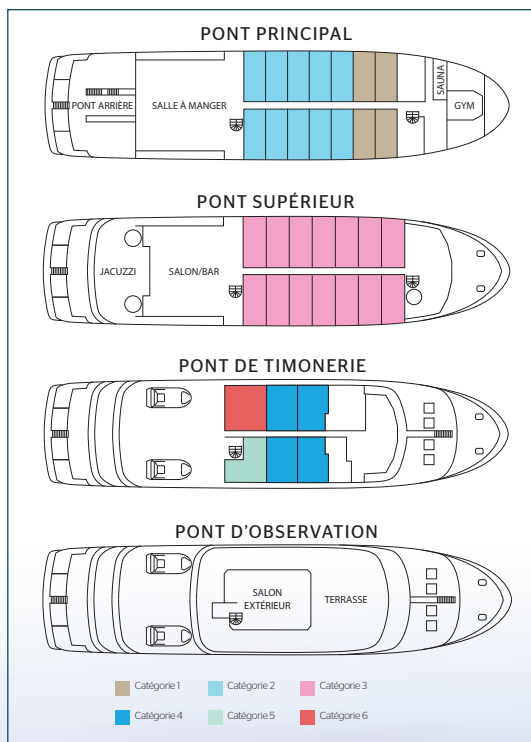 PONT PRINCIPAL
PONT ARRIÈRE
SALLE À MANGER
SAUNA
GYM
PONT SUPÉRIEUR
JACUZZI
SALON/BAR
PONT DE TIMONERIE
PONT D'OBSERVATION
SALON
EXTÉRIEUR
TERRASSE
Catégorie 1
Catégorie 2
Catégorie 3
Catégorie 4
Catégorie 5
Catégorie 6